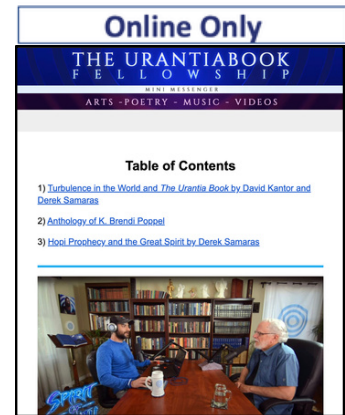 Online Only
THE URANTIABOOK
FELLOWSHIP
MINI MESSENGER
ARTS -POETRY - MUSIC - VIDEOS
Table of Contents
1) Turbulence in the World and The Urantia Book by David Kantor and
Derek Samaras
2) Anthology of K. Brendi Poppel
3) Hopi Prophecy and the Great Spirit by Derek Samaras
SPIRIT